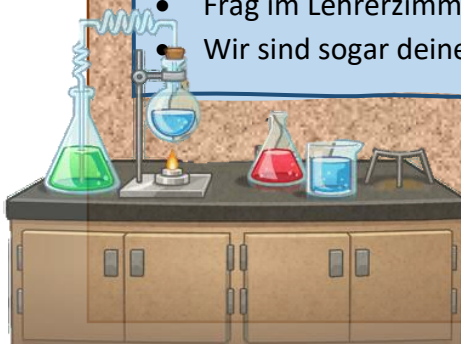 • Frag im Lehrerzimm
• Wir sind sogar deine